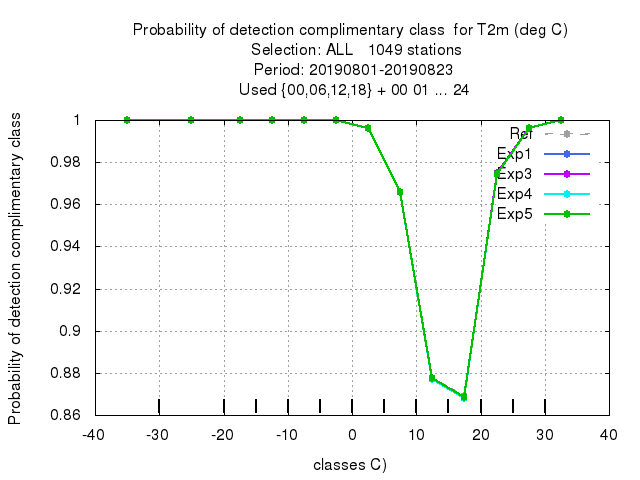 Probability of detection complimentary class  for T2m (deg C)
Selection: ALL   1049 stations
Period: 20190801-20190823
Used {00,06,12,18} + 00 01 ... 24
Probability of detection complimentary class
1
0.98
0.96
0.94
0.92
0.9
0.88
0.86
Ref
Exp1
Exp3
Exp4
Exp5
-40 -30 -20 -10 0 10 20 30 40
classes C)